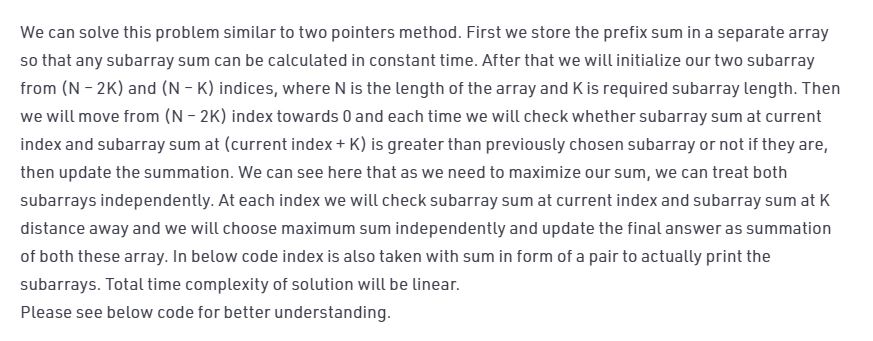 We can solve this problem similar to two pointers method. First we store the prefix sum in a separate array
so that any subarray sum can be calculated in constant time. After that we will initialize our two subarray
from (N – 2K) and (N – K) indices, where N is the length of the array and K is required subarray length. Then
we will move from (N – 2K) index towards 0 and each time we will check whether subarray sum at current
index and subarray sum at (current index + K) is greater than previously chosen subarray or not if they are,
then update the summation. We can see here that as we need to maximize our sum, we can treat both
subarrays independently. At each index we will check subarray sum at current index and subarray sum at K
distance away and we will choose maximum sum independently and update the final answer as summation
of both these array. In below code index is also taken with sum in form of a pair to actually print the
subarrays. Total time complexity of solution will be linear.
Please see below code for better understanding.